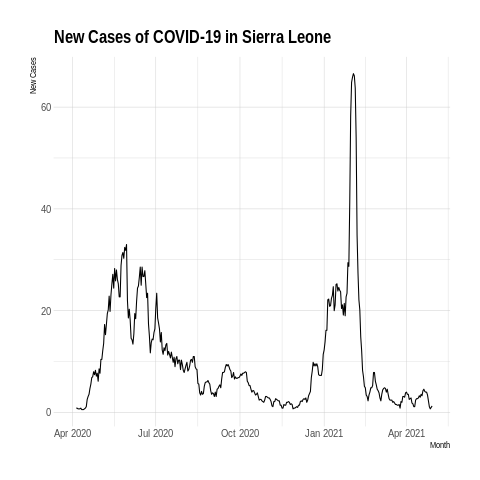 New Cases of COVID-19 in Sierra Leone
New Cases
60
40
20
0
Apr 2020 Jul 2020 Oct 2020 Jan 2021 Apr 2021
Month